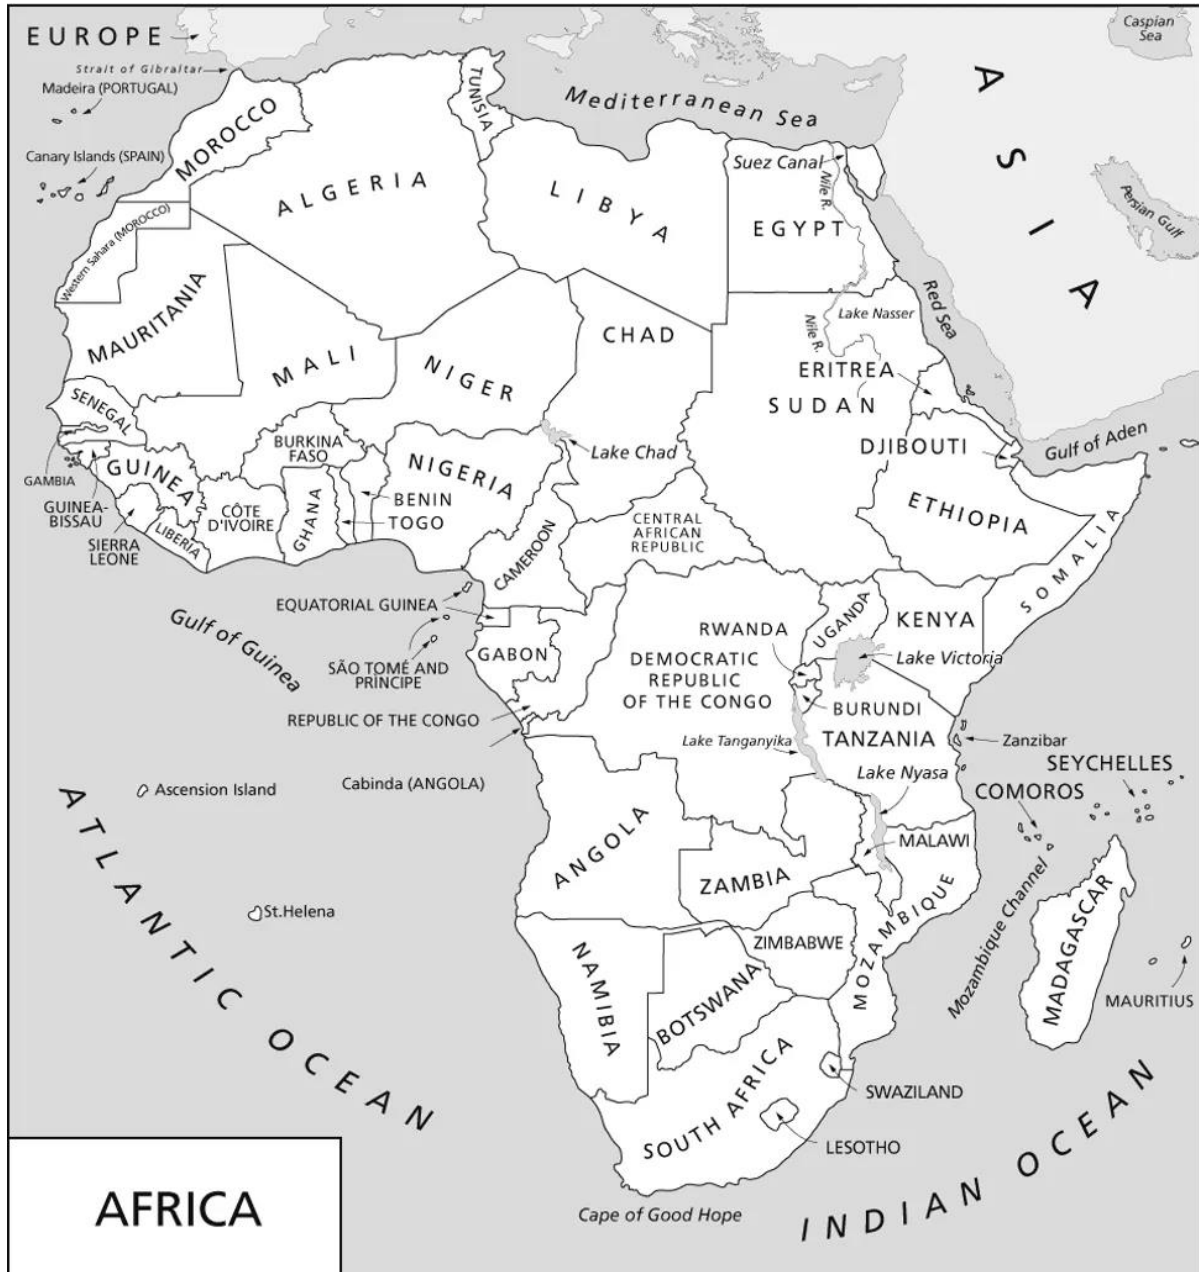 EUROPE
Strait of Gibraltar
Madeira (PORTUGAL)
Canary Islands (SPAIN)
Caspian
Sea
ASIA
Mediterranean Sea
Persian Gulf
MOROCCO
TUNISIA
ALGERIA
LIBYA
Suez Canal
Nile R.
EGYPT
Western Sahara (MOROCCO)
MAURITANIA
MALI
NIGER
CHAD
Nile R.
Lake Nasser
Red Sea
ERITREA
SUDAN
SENEGAL
GAMBIA
GUINEA-
BISSAU
GUINEA
SIERRA
LEONE
LIBERIA
CÔTE
D'IVOIRE
BURKINA
FASO
GHANA
BENIN
TOGO
NIGERIA
Lake Chad
DJIBOUTI
Gulf of Aden
ETHIOPIA
SOMALIA
CAMEROON
CENTRAL
AFRICAN
REPUBLIC
EQUATORIAL GUINEA
Gulf of Guinea
SÃO TOMÉ AND
PRÍNCIPE
GABON
REPUBLIC OF THE CONGO
Cabinda (ANGOLA)
RWANDA
DEMOCRATIC
REPUBLIC
OF THE CONGO
UGANDA
KENYA
Lake Victoria
BURUNDI
TANZANIA
Lake Tanganyika
Zanzibar
Lake Nyasa
SEYCHELLES
COMOROS
Ascension Island
St.Helena
ATLANTIC OCEAN
ANGOLA
ZAMBIA
MALAWI
MOZAMBIQUE
Mozambique Channel
MADAGASCAR
MAURITIUS
NAMIBIA
ZIMBABWE
BOTSWANA
SOUTH AFRICA
SWAZILAND
LESOTHO
Cape of Good Hope
INDIAN OCEAN
AFRICA